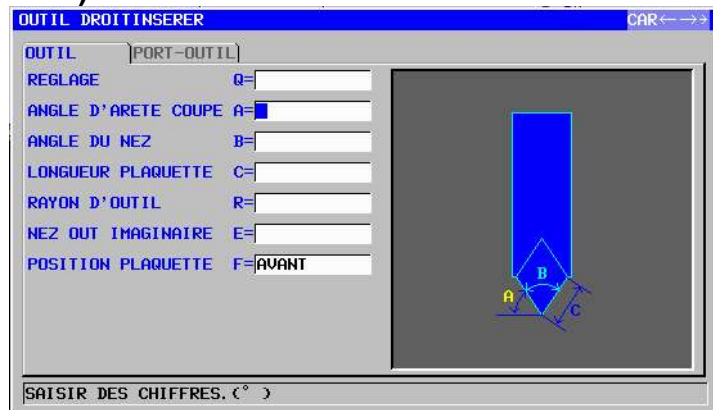 OUTIL DROITINSERER CAR←→
OUTIL PORT-OUTIL
REGLAGE Q=
ANGLE D'ARETE COUPE A=
ANGLE DU NEZ B=
LONGUEUR PLAQUETTE C=
RAYON D'OUTIL R=
NEZ OUT IMAGINAIRE E=
POSITION PLAQUETTE F=AVANT
B
A
C
SAISIR DES CHIFFRES.(° )